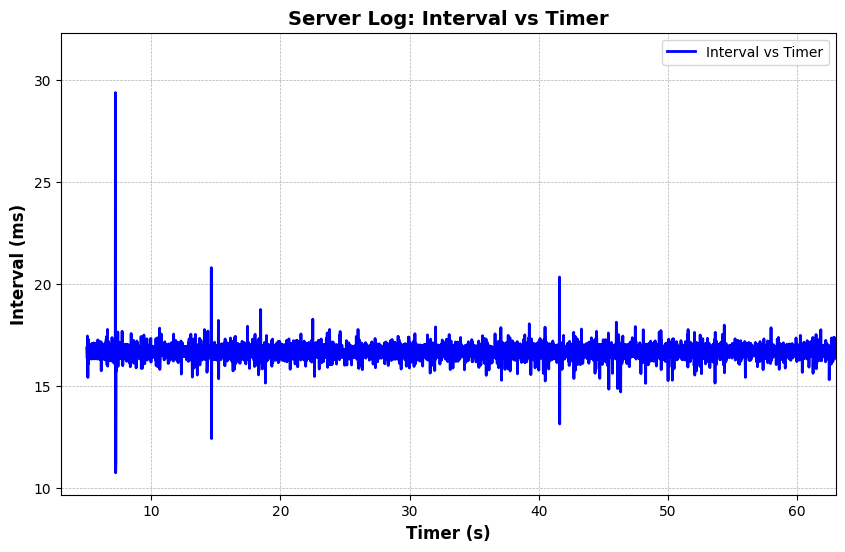 Server Log: Interval vs Timer
Interval vs Timer
30
25
20
15
10
Interval (ms)
10 20 30 40 50 60
Timer (s)